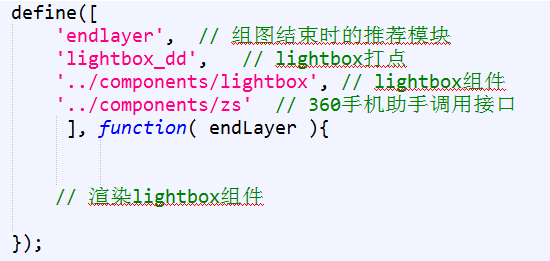 define([
'endlayer', // 组图结束时的推荐模块
'lightbox_dd', // lightbox打点
'../components/lightbox', // lightbox组件
'../components/zs' // 360手机助手调用接口
], function( endLayer ){
// 渲染lightbox组件
});